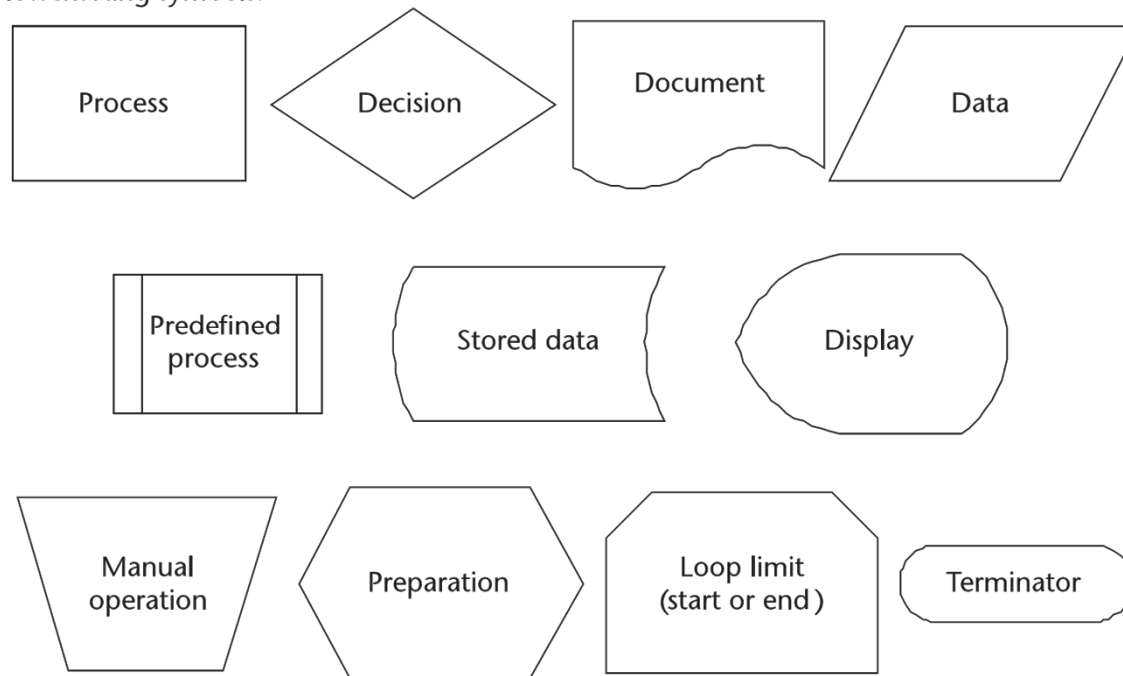 Process
Decision
Document
Data
Predefined
process
Stored data
Display
Manual
operation
Preparation
Loop limit
(start or end)
Terminator